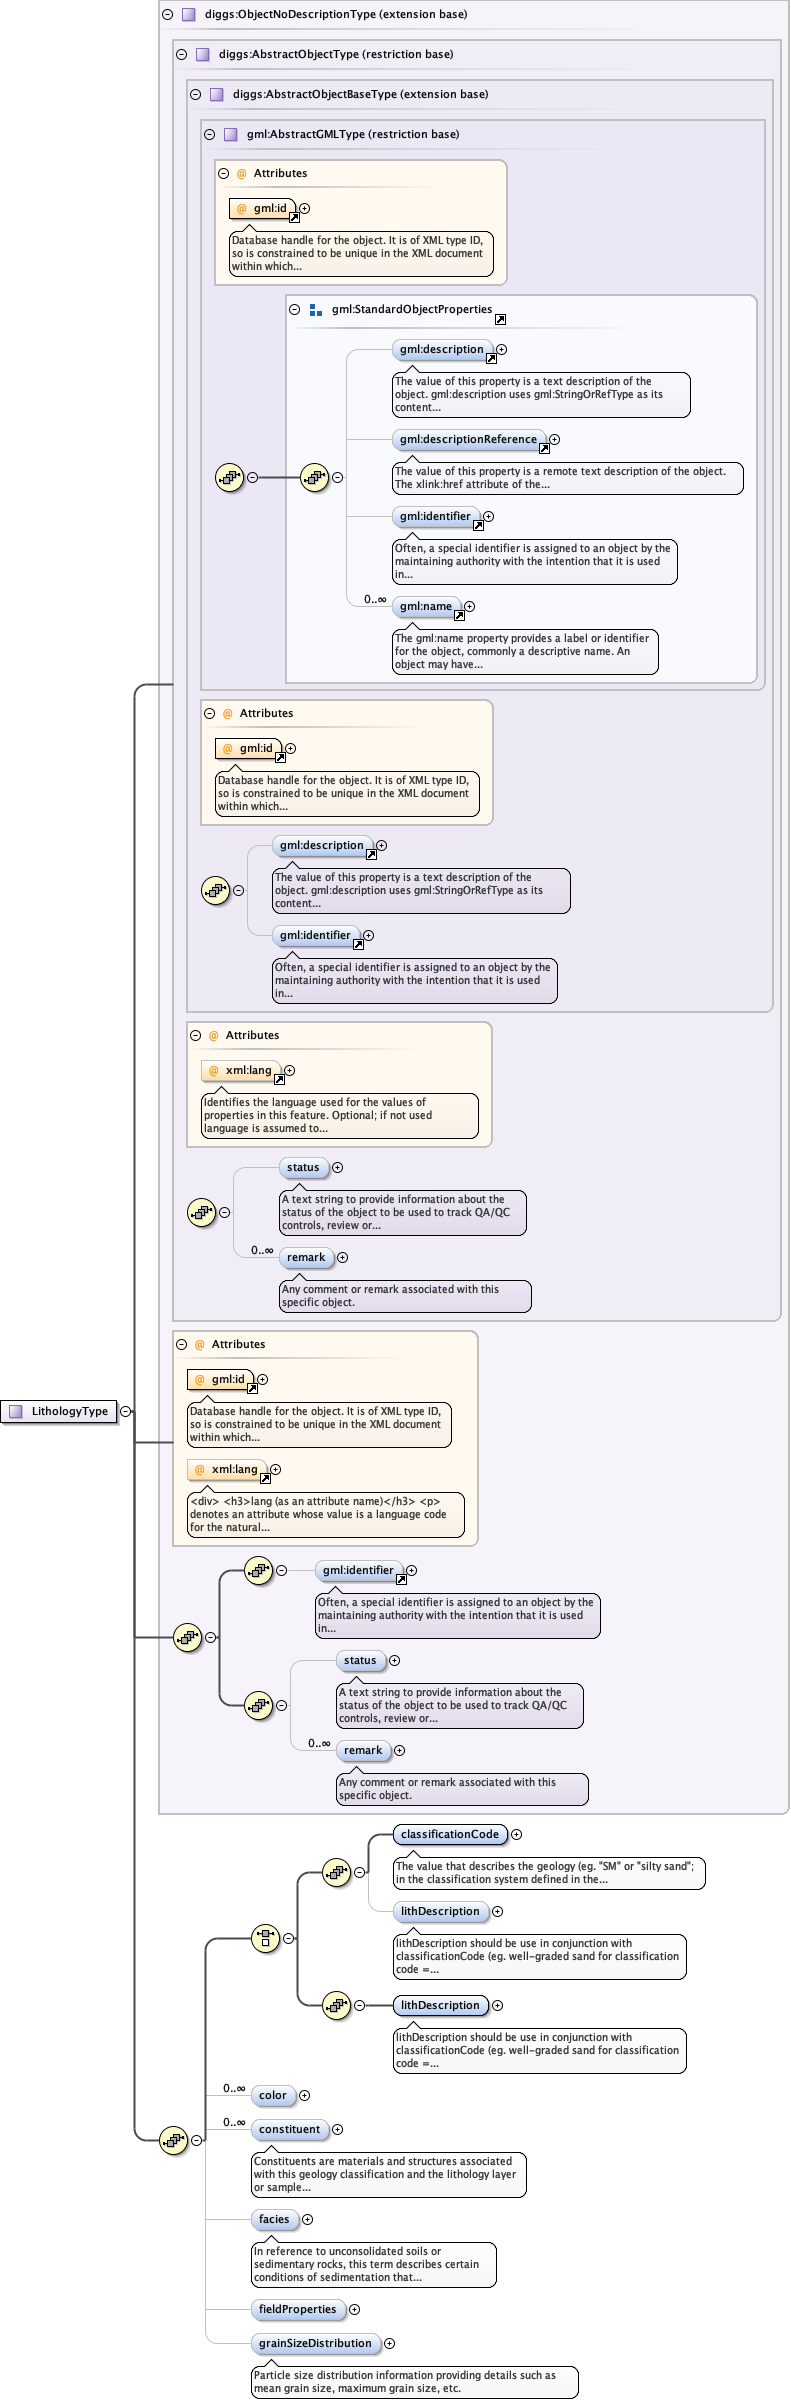 diggs:ObjectNoDescriptionType (extension base)
diggs:AbstractObjectType (restriction base)
diggs:AbstractObjectBaseType (extension base)
gml:AbstractGMLType (restriction base)
@ Attributes
@ gml:id
Database handle for the object. It is of XML type ID,
so is constrained to be unique in the XML document
within which...
gml:StandardObjectProperties
gml:description
The value of this property is a text description of the
object. gml:description uses gml:StringOrRefType as its
content...
gml:descriptionReference
The value of this property is a remote text description of the object.
The xlink:href attribute of the...
gml:identifier
Often, a special identifier is assigned to an object by the
maintaining authority with the intention that it is used
in...
0..∞
gml:name
The gml:name property provides a label or identifier
for the object, commonly a descriptive name. An
object may have...
@ Attributes
@ gml:id
Database handle for the object. It is of XML type ID,
so is constrained to be unique in the XML document
within which...
gml:description
The value of this property is a text description of the
object. gml:description uses gml:StringOrRefType as its
content...
gml:identifier
Often, a special identifier is assigned to an object by the
maintaining authority with the intention that it is used
in...
@ Attributes
@ xml:lang
Identifies the language used for the values of
properties in this feature. Optional; if not used
language is assumed to...
status
A text string to provide information about the
status of the object to be used to track QA/QC
controls, review or...
0..∞
remark
Any comment or remark associated with this
specific object.
@ Attributes
@ gml:id
Database handle for the object. It is of XML type ID,
so is constrained to be unique in the XML document
within which...
LithologyType
@ xml:lang
<div> <h3>lang (as an attribute name)</h3> <p>
denotes an attribute whose value is a language code
for the natural...
gml:identifier
Often, a special identifier is assigned to an object by the
maintaining authority with the intention that it is used
in...
status
A text string to provide information about the
status of the object to be used to track QA/QC
controls, review or...
0..∞
remark
Any comment or remark associated with this
specific object.
classificationCode
The value that describes the geology (eg. "SM" or "silty sand";
in the classification system defined in the...
lithDescription
lithDescription should be use in conjunction with
classificationCode (eg. well-graded sand for classification
code =...
lithDescription
lithDescription should be use in conjunction with
classificationCode (eg. well-graded sand for classification
code =...
0..∞
color
0..∞
constituent
Constituents are materials and structures associated
with this geology classification and the lithology layer
or sample...
facies
In reference to unconsolidated soils or
sedimentary rocks, this term describes certain
conditions of sedimentation that...
fieldProperties
grainSizeDistribution
Particle size distribution information providing details such as
mean grain size, maximum grain size, etc.